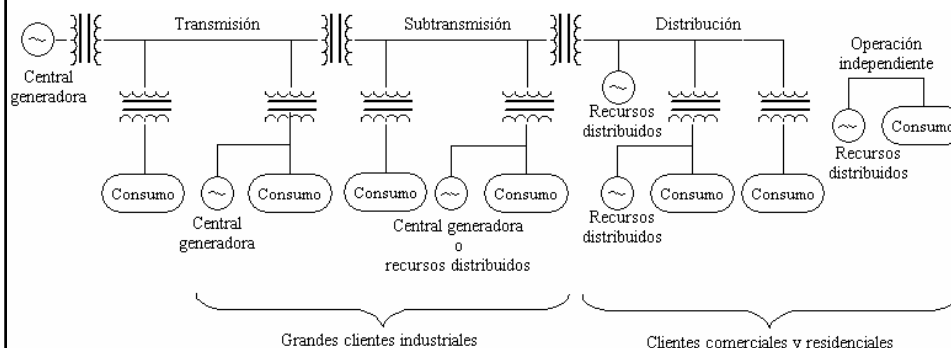 Transmisión
Subtransmisión
Distribución
Operación
independiente
Central
generadora
Recursos
distribuidos
Consumo
Recursos
distribuidos
Consumo
Consumo
Consumo
Consumo
Consumo
Consumo
Central
generadora
Central generadora
o
recursos distribuidos
Recursos
distribuidos
Grandes clientes industriales
Clientes comerciales y residenciales